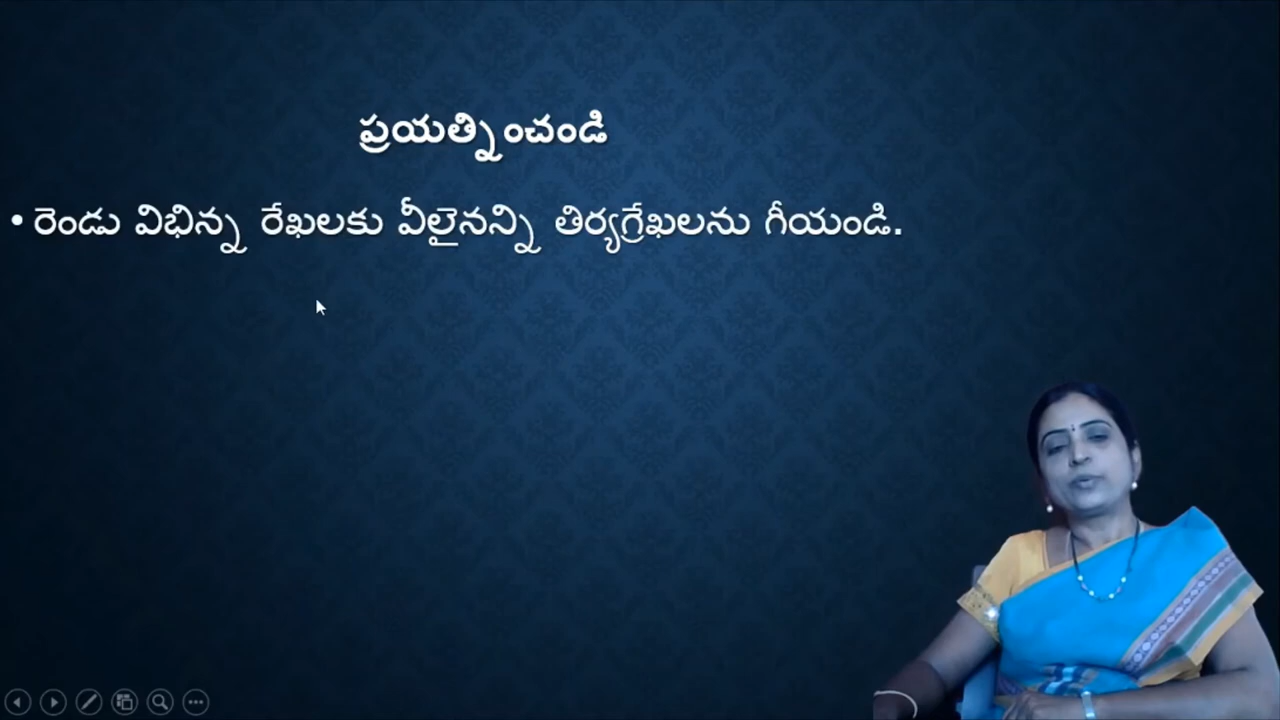 ప్రయత్నించండి
• రెండు విభిన్న రేఖలకు వీలైనన్ని తిర్యగ్రేఖలను గీయండి.